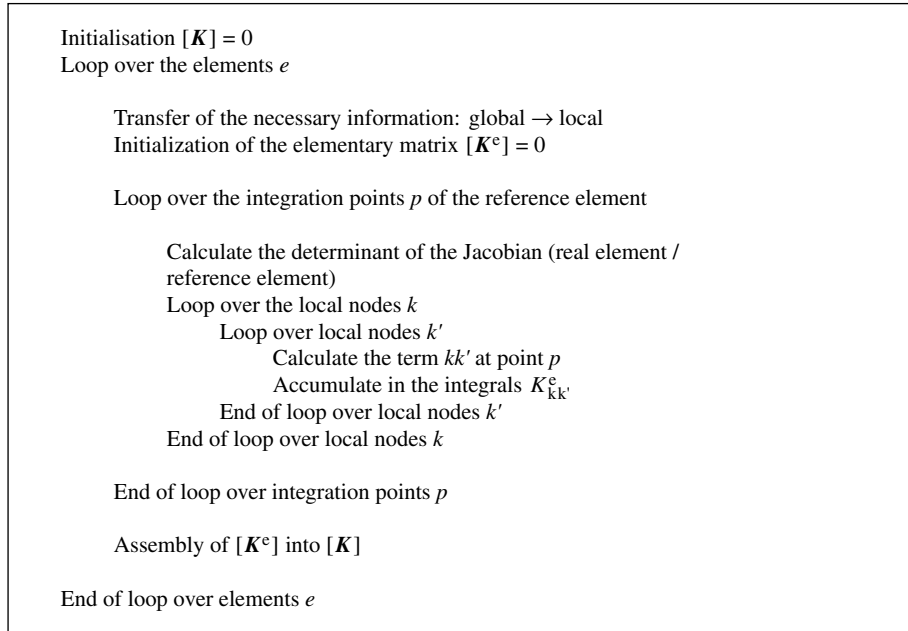 Initialisation [K] = 0
Loop over the elements e
Transfer of the necessary information: global → local
Initialization of the elementary matrix [Kᵉ] = 0
Loop over the integration points p of the reference element
Calculate the determinant of the Jacobian (real element /
reference element)
Loop over the local nodes k
Loop over local nodes k'
Calculate the term kk' at point p
Accumulate in the integrals Kᵉkk'
End of loop over local nodes k'
End of loop over local nodes k
End of loop over integration points p
Assembly of [Kᵉ] into [K]
End of loop over elements e